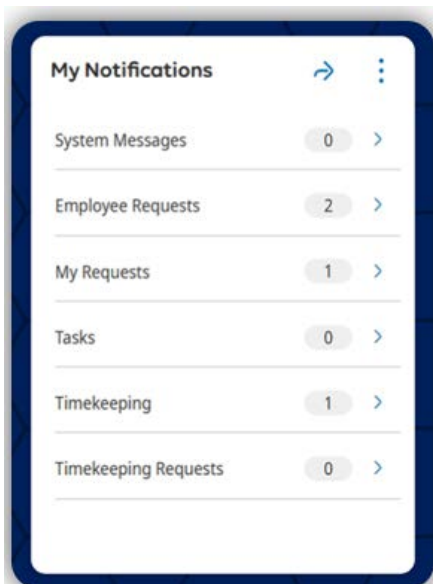 My Notifications
System Messages 0
Employee Requests 2
My Requests 1
Tasks 0
Timekeeping 1
Timekeeping Requests 0